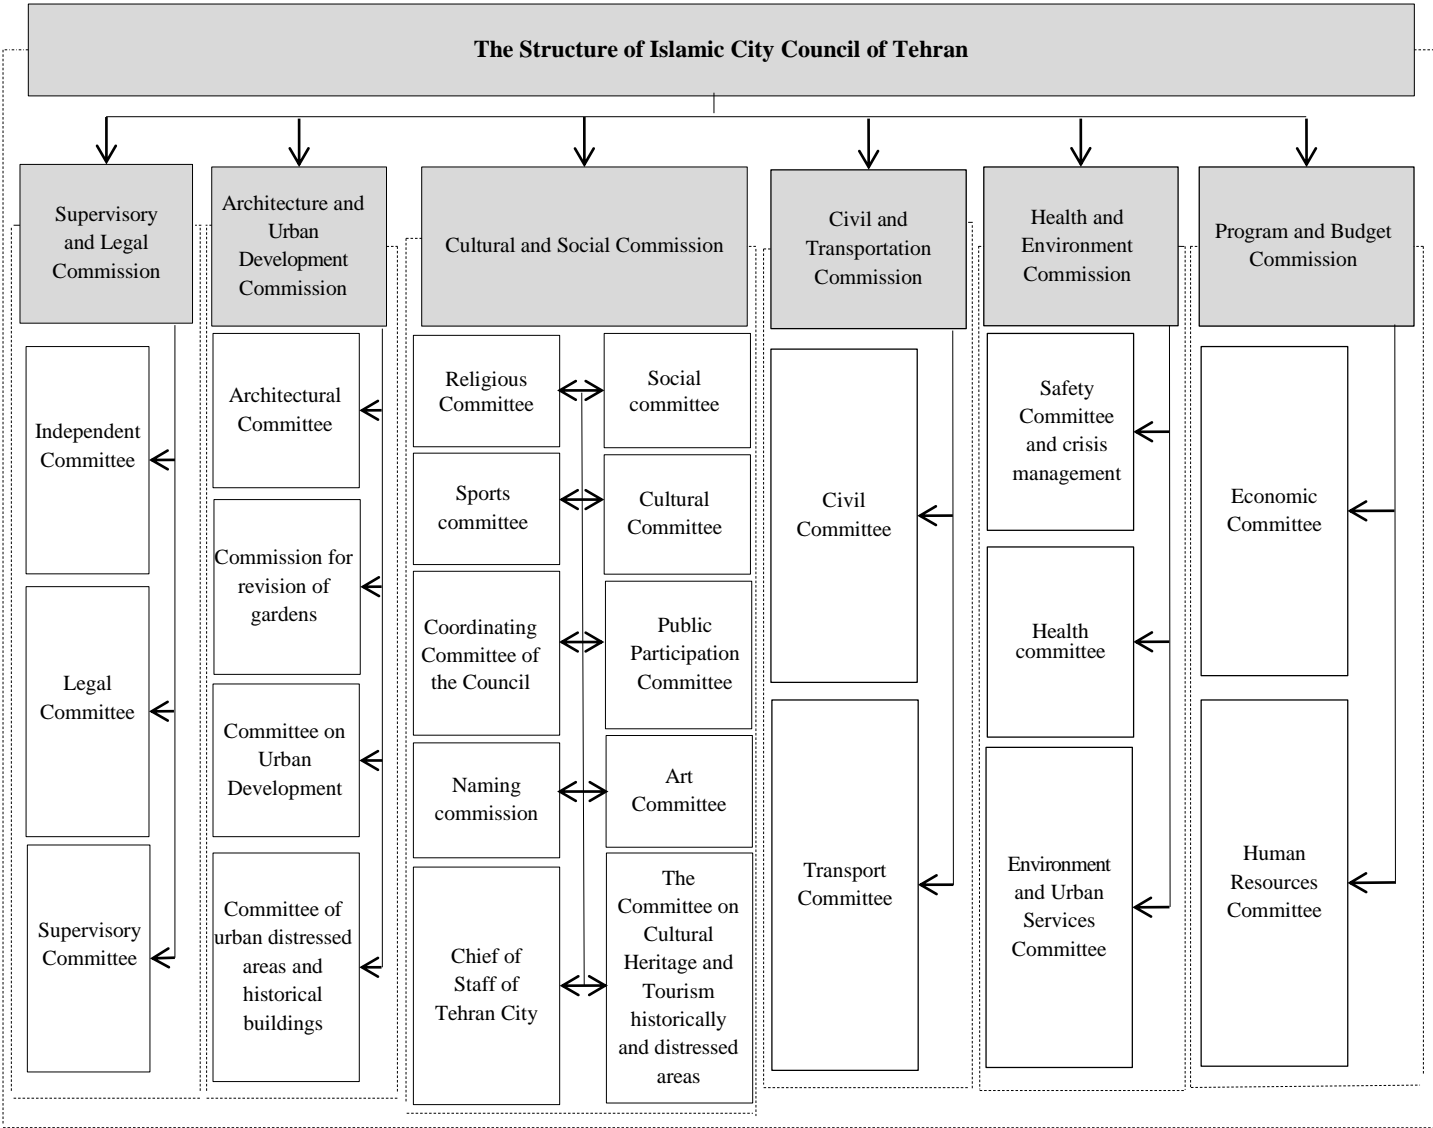 The Structure of Islamic City Council of Tehran
Supervisory
and Legal
Commission
Architecture and
Urban
Development
Commission
Cultural and Social Commission
Civil and
Transportation
Commission
Health and
Environment
Commission
Program and Budget
Commission
Independent
Committee
Legal
Committee
Supervisory
Committee
Architectural
Committee
Commission for
revision of
gardens
Committee on
Urban
Development
Committee of
urban distressed
areas and
historical
buildings
Religious
Committee
Sports
committee
Coordinating
Committee of
the Council
Naming
commission
Chief of
Staff of
Tehran City
Social
committee
Cultural
Committee
Public
Participation
Committee
Art
Committee
The
Committee on
Cultural
Heritage and
Tourism
historically
and distressed
areas
Civil
Committee
Transport
Committee
Safety
Committee
and crisis
management
Health
committee
Environment
and Urban
Services
Committee
Economic
Committee
Human
Resources
Committee